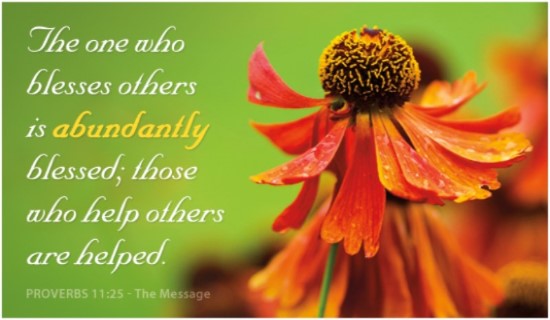 The one who
blesses others
is abundantly
blessed; those
who help others
are helped.
PROVERBS 11:25 - The Message